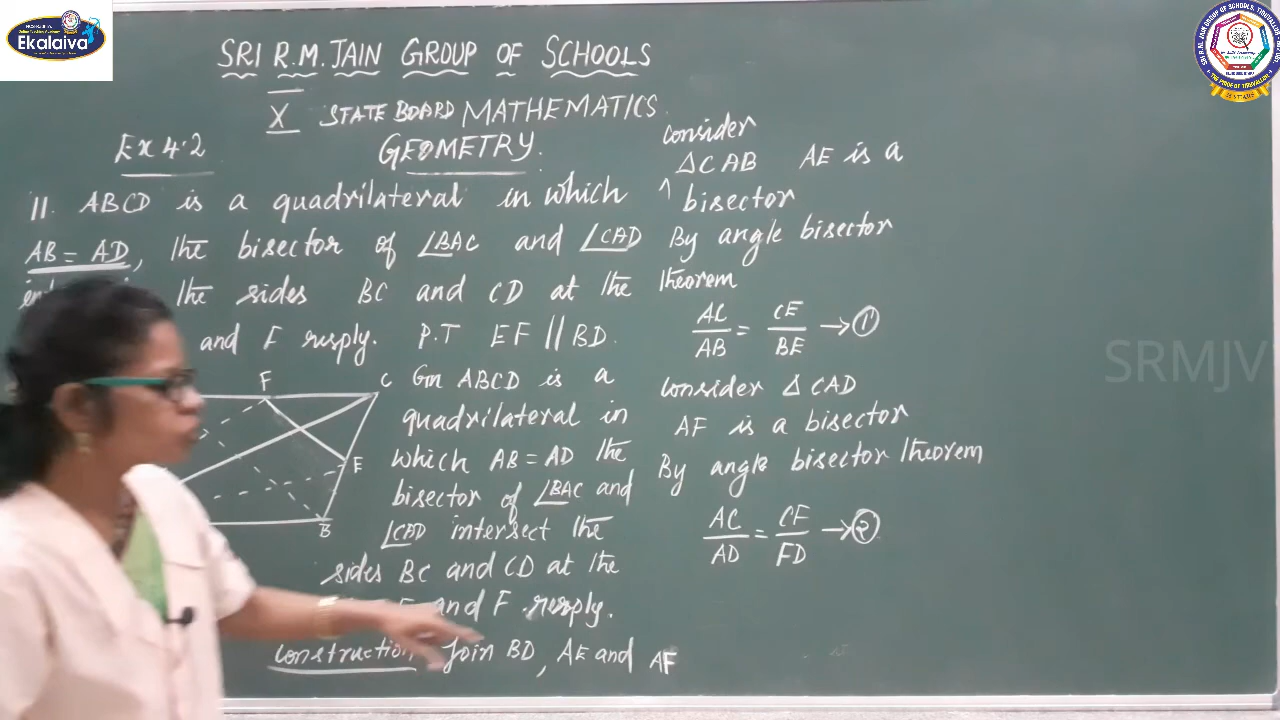 Ekalaiva
SRI R.M. JAIN GROUP OF SCHOOLS
X STATE BOARD MATHEMATICS
Ex 4.2 GEOMETRY.
11. ABCD is a quadrilateral in which
AB = AD, the bisector of ∠BAC and ∠CAD
the sides BC and CD at the
and F resply. P.T EF || BD.
F C
E
B
Gn ABCD is a
quadrilateral in
which AB = AD the
bisector of ∠BAC and
intersect the
sides BC and CD at the
and F resply.
construction Join BD, AE and AF
consider
ΔCAB AE is a
bisector
By angle bisector
theorem
AC/AB = CE/BE → ①
consider Δ CAD
AF is a bisector
By angle bisector theorem
AC/AD = CF/FD → ②
SRMJV